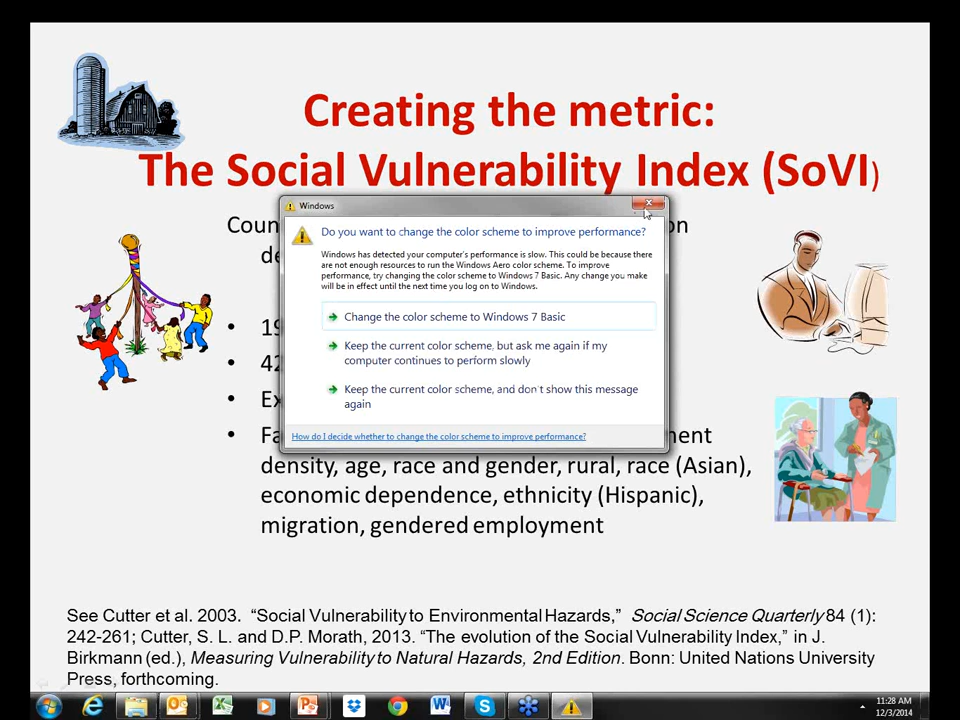 Creating the metric:
The Social Vulnerability Index (SoVI)
Windows
Do you want to change the color scheme to improve performance?
Windows has detected your computer's performance is slow. This could be because there
are not enough resources to run the Windows Aero color scheme. To improve
performance, try changing the color scheme to Windows 7 Basic. Any change you make
will be in effect until the next time you log on to Windows.
Change the color scheme to Windows 7 Basic
Keep the current color scheme, but ask me again if my
computer continues to perform slowly
Keep the current color scheme, and don't show this message
again
How do I decide whether to change the color scheme to improve performance?
density, age, race and gender, rural, race (Asian),
economic dependence, ethnicity (Hispanic),
migration, gendered employment
See Cutter et al. 2003. “Social Vulnerability to Environmental Hazards,” Social Science Quarterly 84 (1):
242-261; Cutter, S. L. and D.P. Morath, 2013. “The evolution of the Social Vulnerability Index,” in J.
Birkmann (ed.), Measuring Vulnerability to Natural Hazards, 2nd Edition. Bonn: United Nations University
Press, forthcoming.
11:28 AM
12/3/2014